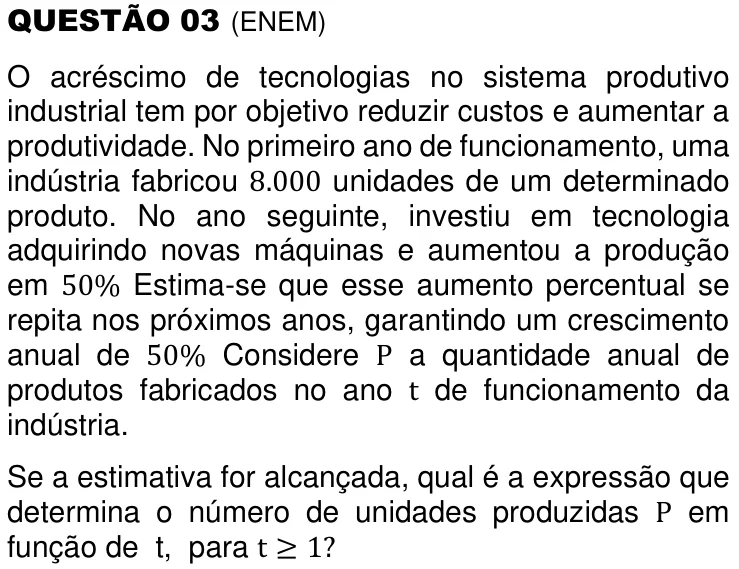 QUESTÃO 03 (ENEM)
O acréscimo de tecnologias no sistema produtivo
industrial tem por objetivo reduzir custos e aumentar a
produtividade. No primeiro ano de funcionamento, uma
indústria fabricou 8.000 unidades de um determinado
produto. No ano seguinte, investiu em tecnologia
adquirindo novas máquinas e aumentou a produção
em 50% Estima-se que esse aumento percentual se
repita nos próximos anos, garantindo um crescimento
anual de 50% Considere P a quantidade anual de
produtos fabricados no ano t de funcionamento da
indústria.
Se a estimativa for alcançada, qual é a expressão que
determina o número de unidades produzidas P em
função de t, para t ≥ 1?